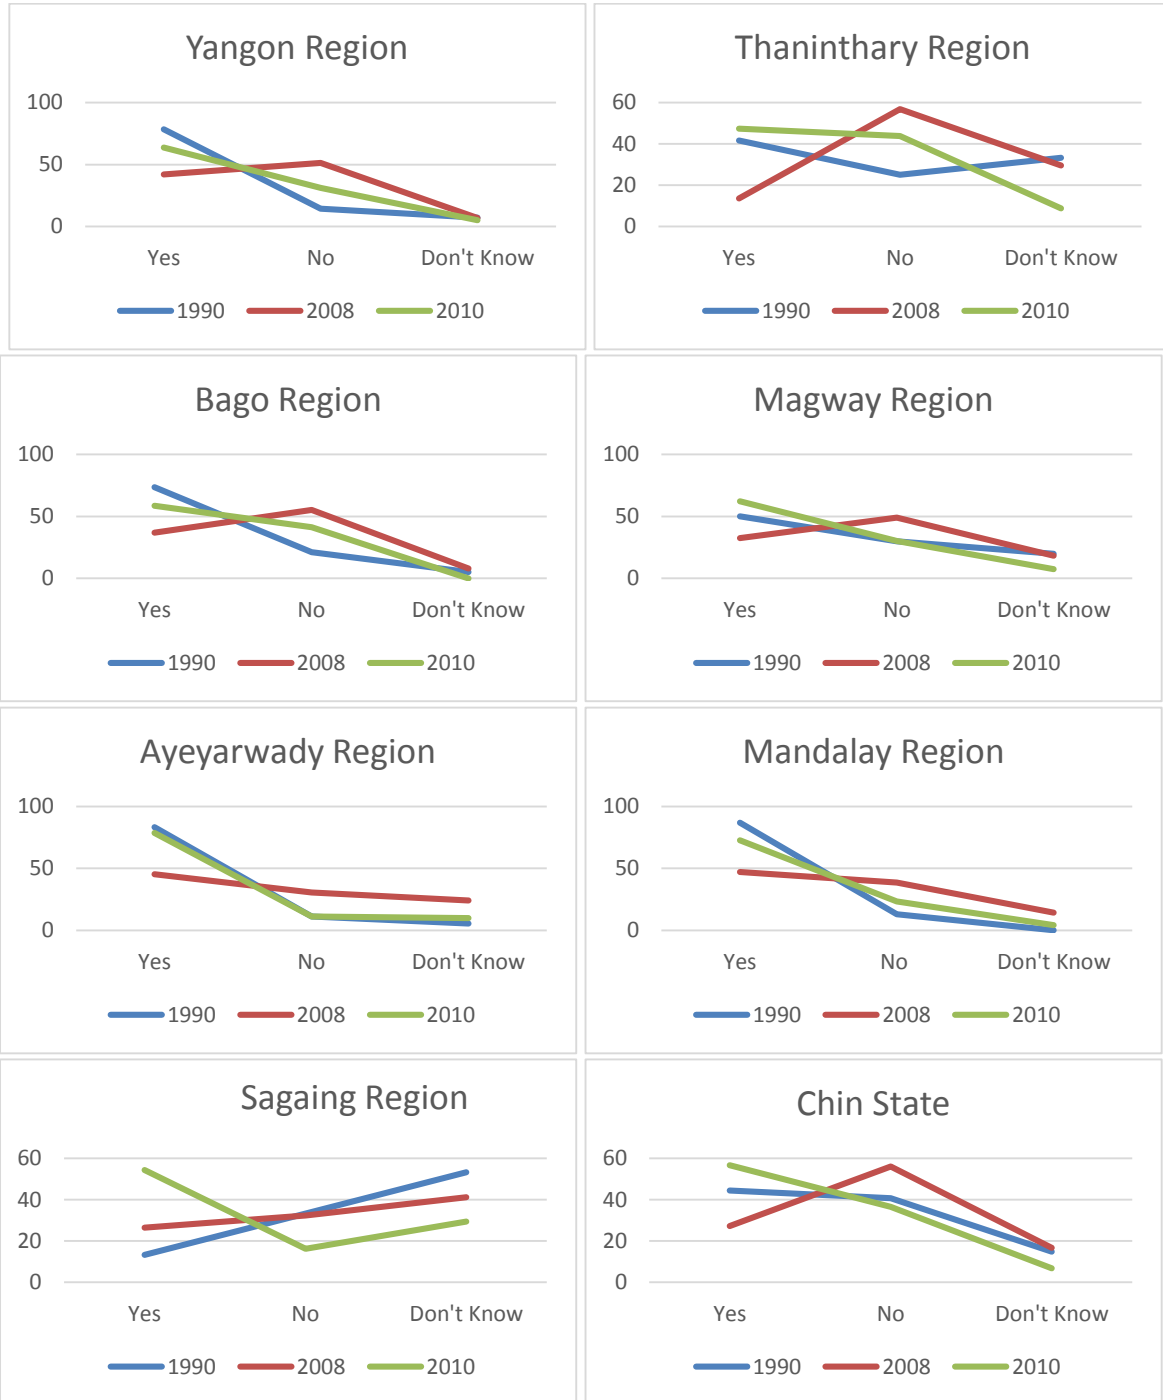 Yangon Region
100
50
0
Yes No Don't Know
1990 2008 2010
Thaninthary Region
60
40
20
0
Yes No Don't Know
1990 2008 2010
Bago Region
100
50
0
Yes No Don't Know
1990 2008 2010
Magway Region
100
50
0
Yes No Don't Know
1990 2008 2010
Ayeyarwady Region
100
50
0
Yes No Don't Know
1990 2008 2010
Mandalay Region
100
50
0
Yes No Don't Know
1990 2008 2010
Sagaing Region
60
40
20
0
Yes No Don't Know
1990 2008 2010
Chin State
60
40
20
0
Yes No Don't Know
1990 2008 2010